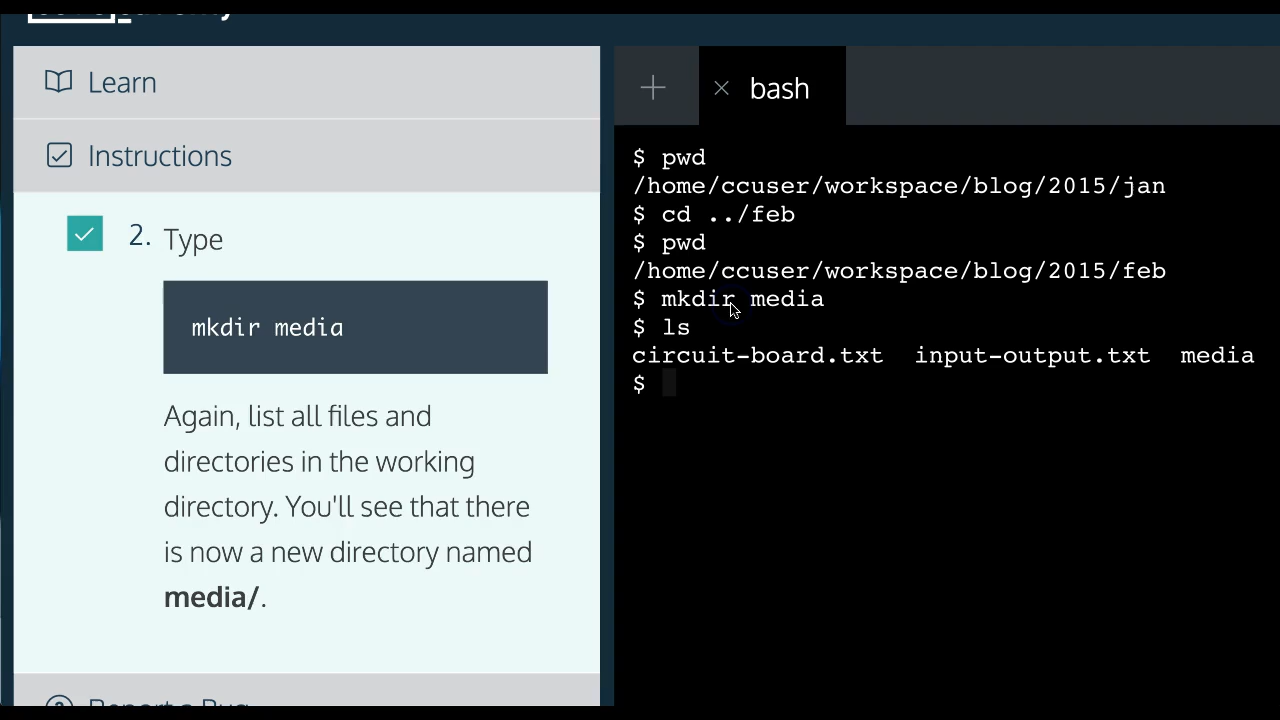 Learn
Instructions
2. Type
mkdir media
Again, list all files and
directories in the working
directory. You'll see that there
is now a new directory named
media/.
Report a Bug
bash
$ pwd
/home/ccuser/workspace/blog/2015/jan
$ cd ../feb
$ pwd
/home/ccuser/workspace/blog/2015/feb
$ mkdir media
$ ls
circuit-board.txt input-output.txt media
$